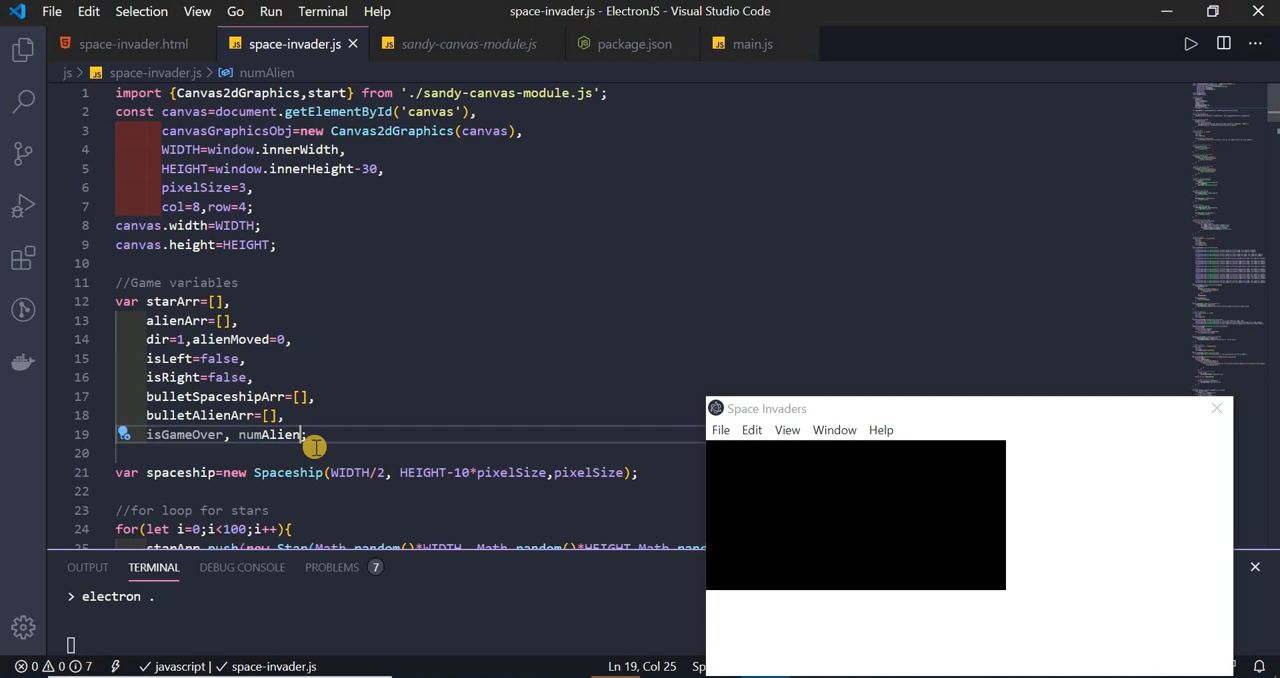 File Edit Selection View Go Run Terminal Help space-invader.js - ElectronJS - Visual Studio Code
space-invader.html space-invader.js sandy-canvas-module.js package.json main.js
js > space-invader.js > numAlien
1 import {Canvas2dGraphics,start} from './sandy-canvas-module.js';
2 const canvas=document.getElementById('canvas'),
3 canvasGraphicsObj=new Canvas2dGraphics(canvas),
4 WIDTH=window.innerWidth,
5 HEIGHT=window.innerHeight-30,
6 pixelSize=3,
7 col=8,row=4;
8 canvas.width=WIDTH;
9 canvas.height=HEIGHT;
10
11 //Game variables
12 var starArr=[],
13 alienArr=[],
14 dir=1,alienMoved=0,
15 isLeft=false,
16 isRight=false,
17 bulletSpaceshipArr=[],
18 bulletAlienArr=[],
19 isGameOver, numAlien;
20
21 var spaceship=new Spaceship(WIDTH/2, HEIGHT-10*pixelSize,pixelSize);
22
23 //for loop for stars
24 for(let i=0;i<100;i++){
25 starArr.push(new Star(Math.random()*WIDTH, Math.random()*HEIGHT,Math
Space Invaders
File Edit View Window Help
OUTPUT TERMINAL DEBUG CONSOLE PROBLEMS 7
> electron .
0 0 7 javascript | space-invader.js Ln 19, Col 25